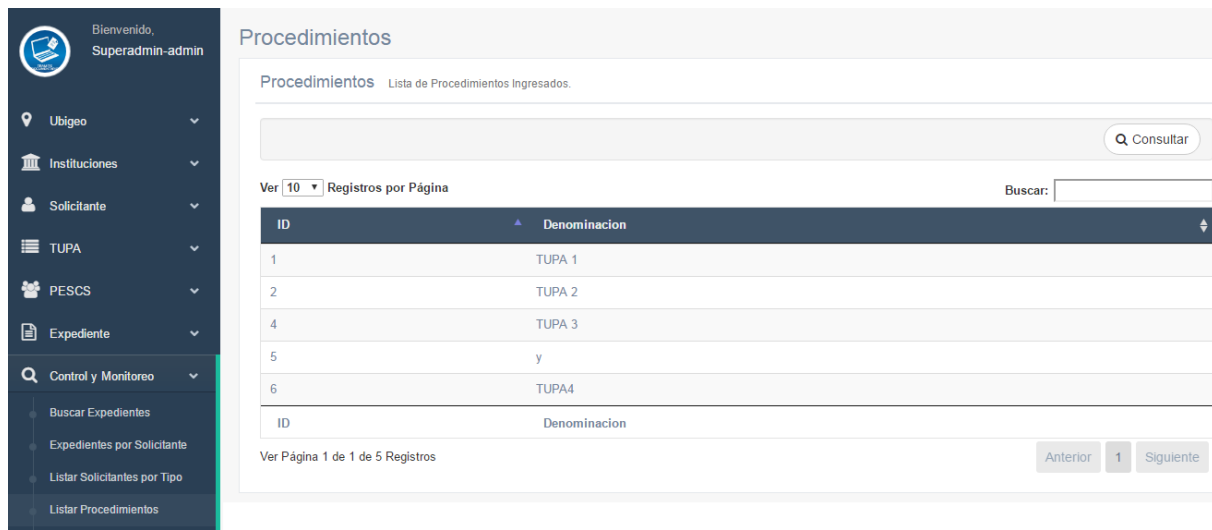 Bienvenido,
Superadmin-admin
Ubigeo
Instituciones
Solicitante
TUPA
PESCS
Expediente
Control y Monitoreo
Buscar Expedientes
Expedientes por Solicitante
Listar Solicitantes por Tipo
Listar Procedimientos
Procedimientos
Procedimientos Lista de Procedimientos Ingresados.
Consultar
Ver 10 Registros por Página
Buscar:
ID Denominacion
1 TUPA 1
2 TUPA 2
4 TUPA 3
5 y
6 TUPA4
ID Denominacion
Ver Página 1 de 1 de 5 Registros
Anterior 1 Siguiente